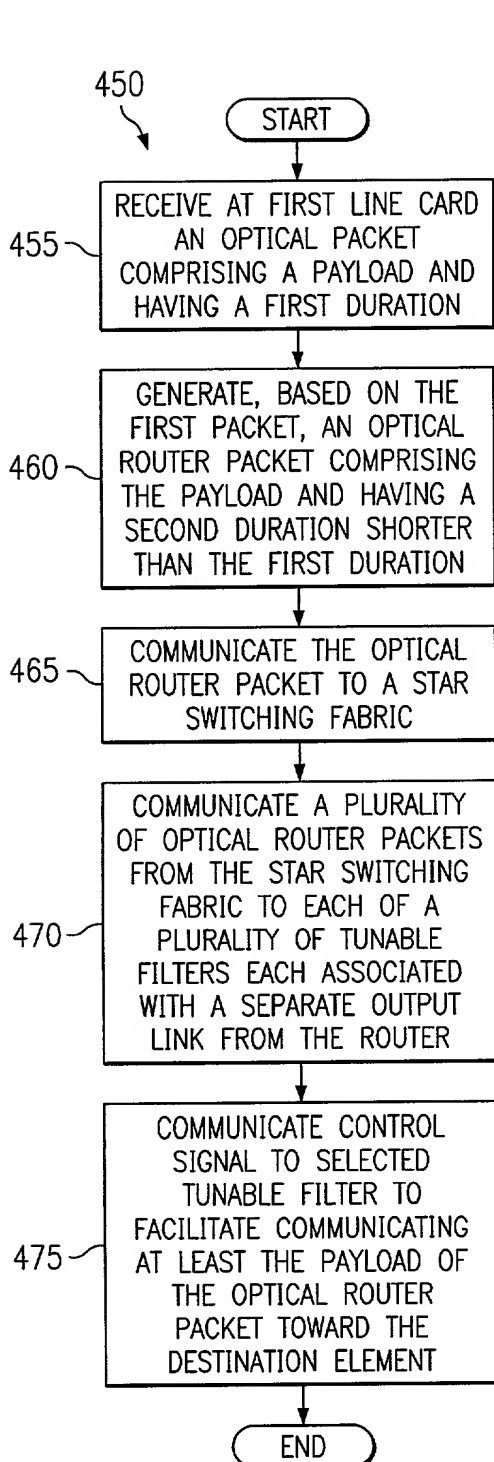 450
START
455
RECEIVE AT FIRST LINE CARD
AN OPTICAL PACKET
COMPRISING A PAYLOAD AND
HAVING A FIRST DURATION
460
GENERATE, BASED ON THE
FIRST PACKET, AN OPTICAL
ROUTER PACKET COMPRISING
THE PAYLOAD AND HAVING A
SECOND DURATION SHORTER
THAN THE FIRST DURATION
465
COMMUNICATE THE OPTICAL
ROUTER PACKET TO A STAR
SWITCHING FABRIC
470
COMMUNICATE A PLURALITY
OF OPTICAL ROUTER PACKETS
FROM THE STAR SWITCHING
FABRIC TO EACH OF A
PLURALITY OF TUNABLE
FILTERS EACH ASSOCIATED
WITH A SEPARATE OUTPUT
LINK FROM THE ROUTER
475
COMMUNICATE CONTROL
SIGNAL TO SELECTED
TUNABLE FILTER TO
FACILITATE COMMUNICATING
AT LEAST THE PAYLOAD OF
THE OPTICAL ROUTER
PACKET TOWARD THE
DESTINATION ELEMENT
END